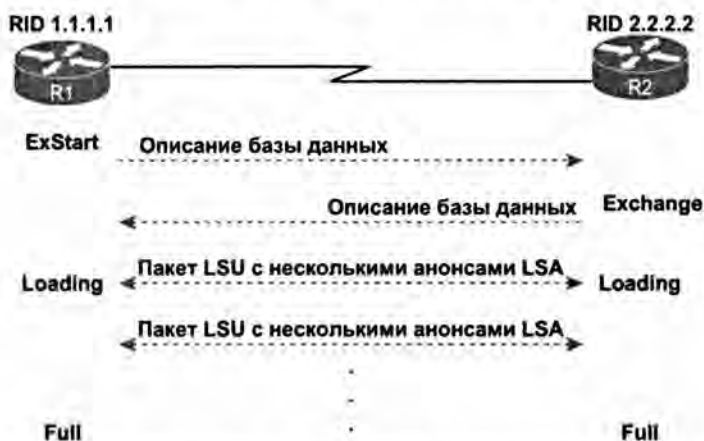 RID 1.1.1.1
RID 2.2.2.2
R1
R2
ExStart
Описание базы данных
Описание базы данных
Exchange
Loading
Пакет LSU с несколькими анонсами LSA
Loading
Пакет LSU с несколькими анонсами LSA
Full
Full